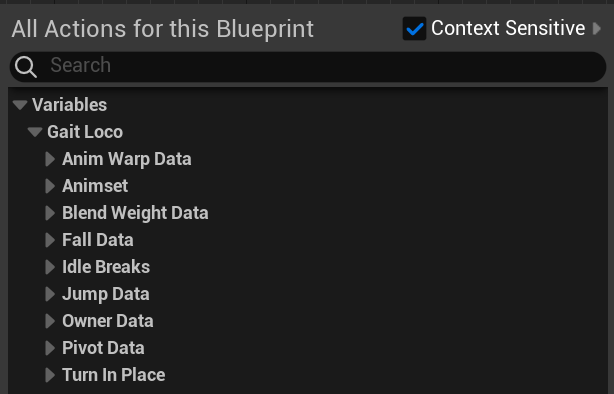 All Actions for this Blueprint Context Sensitive
Search
Variables
Gait Loco
Anim Warp Data
Animset
Blend Weight Data
Fall Data
Idle Breaks
Jump Data
Owner Data
Pivot Data
Turn In Place